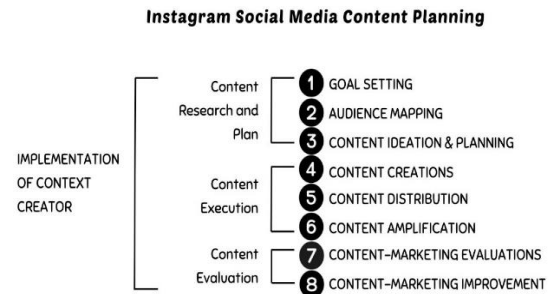 Instagram Social Media Content Planning
IMPLEMENTATION
OF CONTEXT
CREATOR
Content
Research and
Plan
1 GOAL SETTING
2 AUDIENCE MAPPING
3 CONTENT IDEATION & PLANNING
Content
Execution
4 CONTENT CREATIONS
5 CONTENT DISTRIBUTION
6 CONTENT AMPLIFICATION
Content
Evaluation
7 CONTENT-MARKETING EVALUATIONS
8 CONTENT-MARKETING IMPROVEMENT